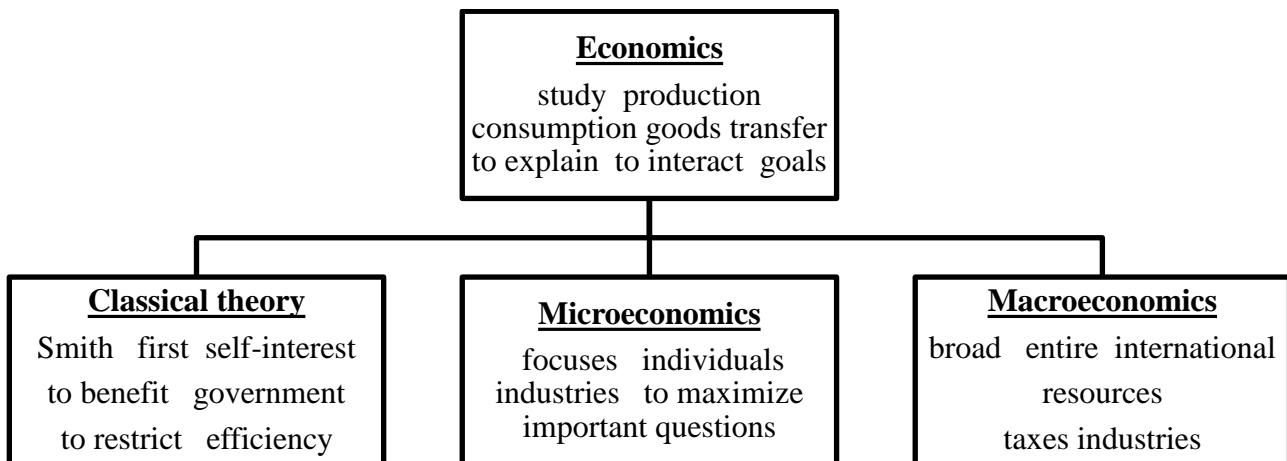 Economics
study production
consumption goods transfer
to explain to interact goals
Classical theory
Smith first self-interest
to benefit government
to restrict efficiency
Microeconomics
focuses individuals
industries to maximize
important questions
Macroeconomics
broad entire international
resources
taxes industries